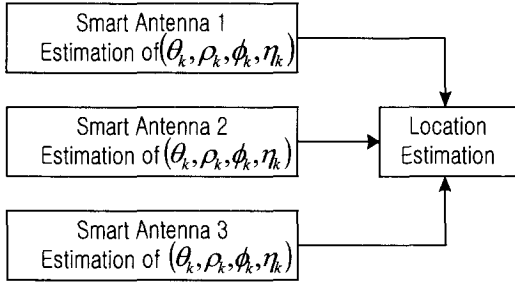 Smart Antenna 1
Estimation of(θₖ,ρₖ,ϕₖ,ηₖ)
Smart Antenna 2
Estimation of(θₖ,ρₖ,ϕₖ,ηₖ)
Location
Estimation
Smart Antenna 3
Estimation of (θₖ,ρₖ,ϕₖ,ηₖ)